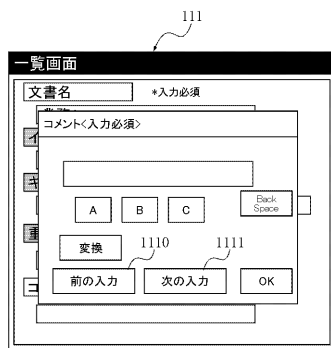 111
一覧画面
文書名 *入力必須
コメント<入力必須>
A B C Back Space
変換 1110 1111
前の入力 次の入力 OK